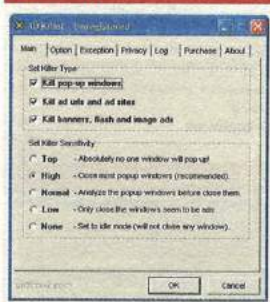 Main Option Exception Privacy Log Purchase About
Set Killer Type
Kill pop-up windows
Kill ad urls and ad sites
Kill banners, flash and image ads
Set Killer Sensitivity
Top - Absolutely no one window will pop up!
High - Close most popup windows (recommended).
Normal - Analyze the popup windows before close them.
Low - Only close the windows seem to be ads.
None - Set to idle mode (will not close any window).
OK Cancel